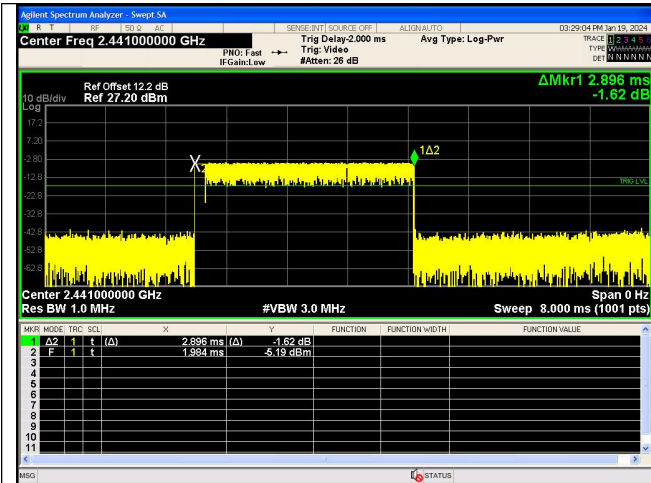 Agilent Spectrum Analyzer - Swept SA
R T RF 50 Ω AC SENSE:INT SOURCE OFF ALIGN AUTO 03:29:04 PM Jan 19, 2024
Center Freq 2.441000000 GHz Trig Delay-2.000 ms Avg Type: Log-Pwr TRACE 1 2 3 4 5
PNO: Fast Trig: Video TYPE
IFGain:Low #Atten: 26 dB DET N N N N N
ΔMkr1 2.896 ms
-1.62 dB
Ref Offset 12.2 dB
10 dB/div Ref 27.20 dBm
Log
17.2
7.20
-2.80
-12.8
-22.8
-32.8
-42.8
-52.8
-62.8
X2
1Δ2
TRIG LVL
Center 2.441000000 GHz Span 0 Hz
Res BW 1.0 MHz #VBW 3.0 MHz Sweep 8.000 ms (1001 pts)
MKR MODE TRC SCL X Y FUNCTION FUNCTION WIDTH FUNCTION VALUE
1 Δ2 1 t (Δ) 2.896 ms (Δ) -1.62 dB
2 F 1 t 1.984 ms -5.19 dBm
3
4
5
6
7
8
9
10
11
MSG STATUS